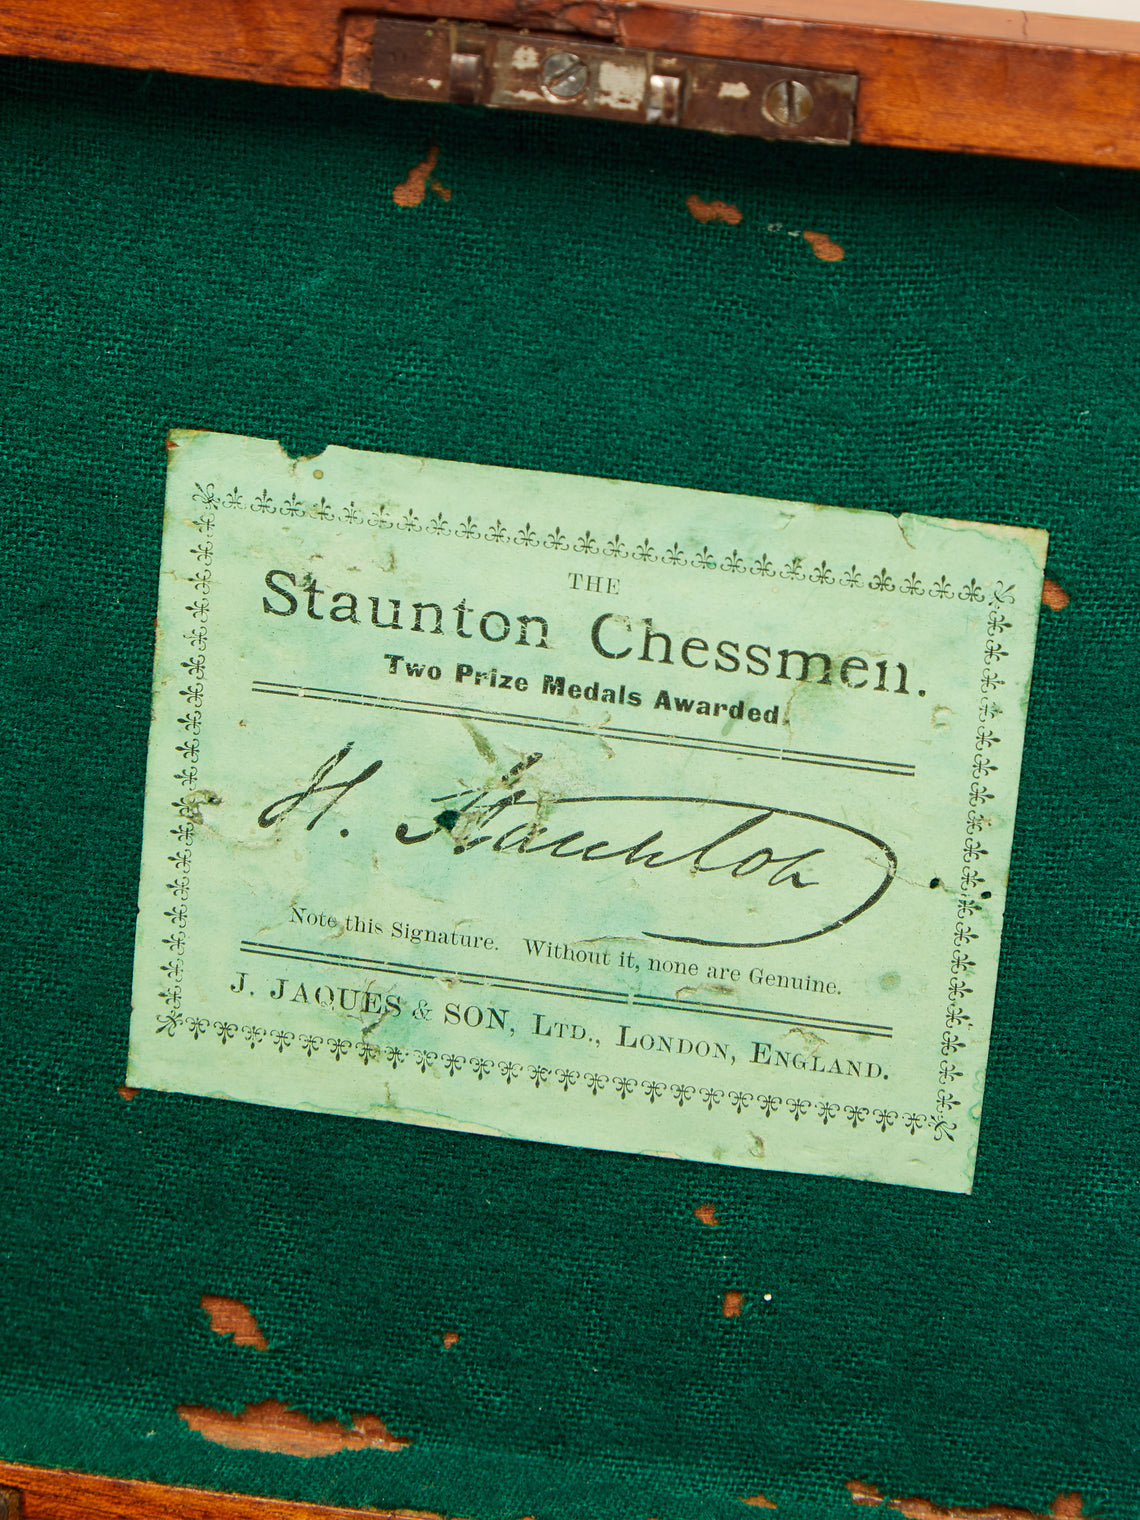 THE
Staunton Chessmen.
Two Prize Medals Awarded.
H. Staunton
Note this Signature. Without it, none are Genuine.
J. JAQUES & SON, LTD., LONDON, ENGLAND.